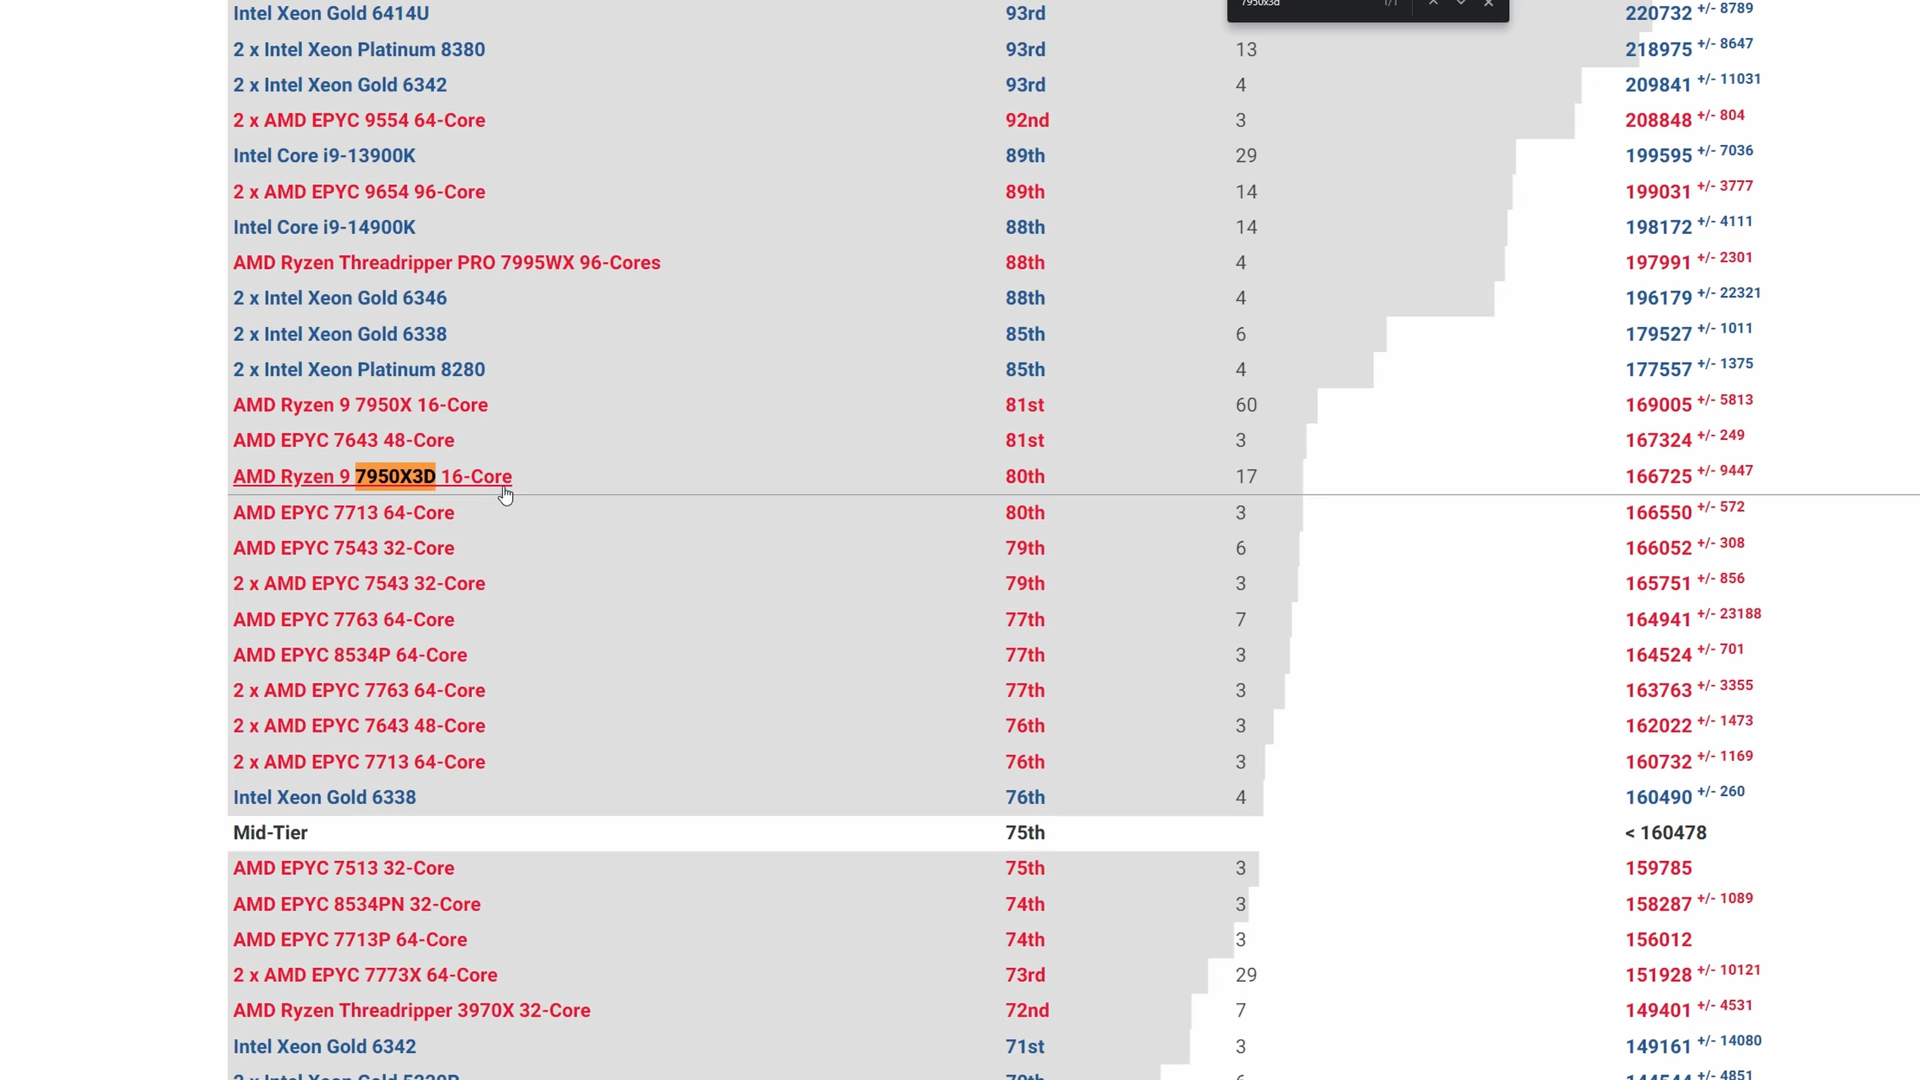 7950x3d 1/1
Intel Xeon Gold 6414U 93rd 220732 +/- 8789
2 x Intel Xeon Platinum 8380 93rd 13 218975 +/- 8647
2 x Intel Xeon Gold 6342 93rd 4 209841 +/- 11031
2 x AMD EPYC 9554 64-Core 92nd 3 208848 +/- 804
Intel Core i9-13900K 89th 29 199595 +/- 7036
2 x AMD EPYC 9654 96-Core 89th 14 199031 +/- 3777
Intel Core i9-14900K 88th 14 198172 +/- 4111
AMD Ryzen Threadripper PRO 7995WX 96-Cores 88th 4 197991 +/- 2301
2 x Intel Xeon Gold 6346 88th 4 196179 +/- 22321
2 x Intel Xeon Gold 6338 85th 6 179527 +/- 1011
2 x Intel Xeon Platinum 8280 85th 4 177557 +/- 1375
AMD Ryzen 9 7950X 16-Core 81st 60 169005 +/- 5813
AMD EPYC 7643 48-Core 81st 3 167324 +/- 249
AMD Ryzen 9 7950X3D 16-Core 80th 17 166725 +/- 9447
AMD EPYC 7713 64-Core 80th 3 166550 +/- 572
AMD EPYC 7543 32-Core 79th 6 166052 +/- 308
2 x AMD EPYC 7543 32-Core 79th 3 165751 +/- 856
AMD EPYC 7763 64-Core 77th 7 164941 +/- 23188
AMD EPYC 8534P 64-Core 77th 3 164524 +/- 701
2 x AMD EPYC 7763 64-Core 77th 3 163763 +/- 3355
2 x AMD EPYC 7643 48-Core 76th 3 162022 +/- 1473
2 x AMD EPYC 7713 64-Core 76th 3 160732 +/- 1169
Intel Xeon Gold 6338 76th 4 160490 +/- 260
Mid-Tier 75th < 160478
AMD EPYC 7513 32-Core 75th 3 159785
AMD EPYC 8534PN 32-Core 74th 3 158287 +/- 1089
AMD EPYC 7713P 64-Core 74th 3 156012
2 x AMD EPYC 7773X 64-Core 73rd 29 151928 +/- 10121
AMD Ryzen Threadripper 3970X 32-Core 72nd 7 149401 +/- 4531
Intel Xeon Gold 6342 71st 3 149161 +/- 14080
2 x Intel Xeon Gold 70th 6 144544 +/- 4851